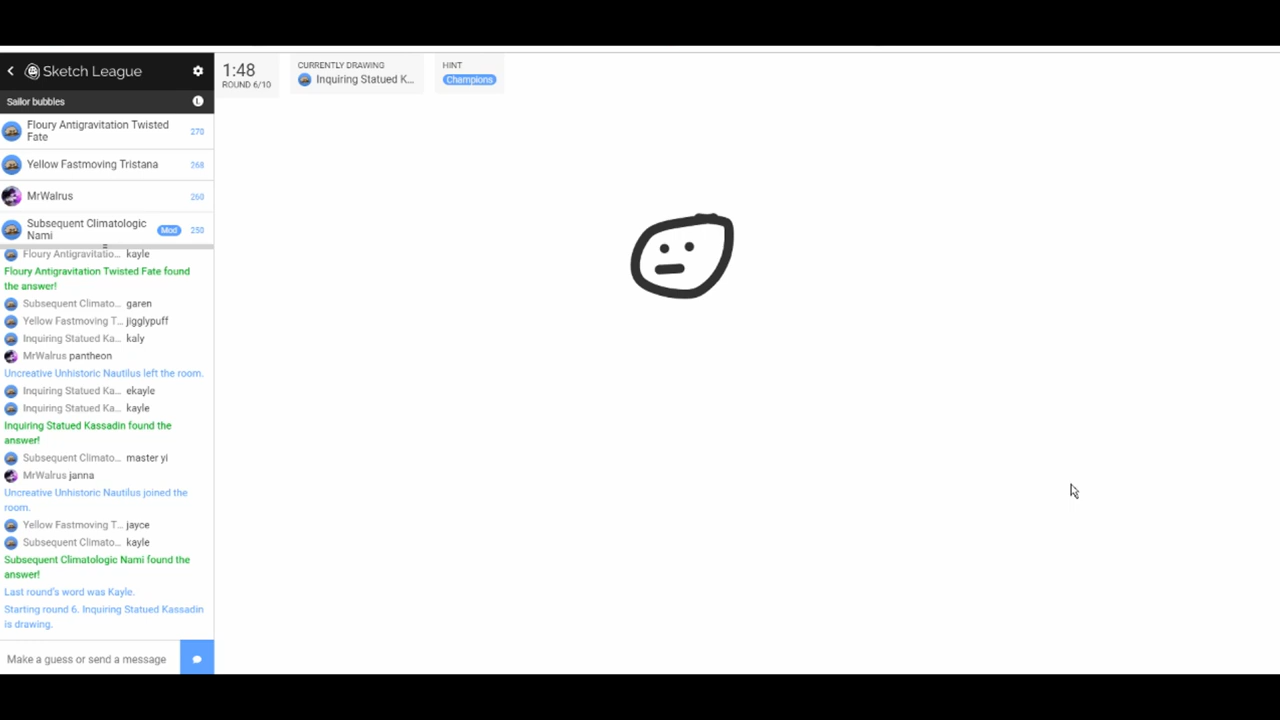 Sketch League
1:48
ROUND 6/10
CURRENTLY DRAWING
Inquiring Statued K...
HINT
Champions
Sailor bubbles
L
Floury Antigravitation Twisted
Fate
270
Yellow Fastmoving Tristana
268
MrWalrus
260
Subsequent Climatologic
Nami
Mod
250
Floury Antigravitatio... kayle
Floury Antigravitation Twisted Fate found
the answer!
Subsequent Climato... garen
Yellow Fastmoving T... jigglypuff
Inquiring Statued Ka... kaly
MrWalrus pantheon
Uncreative Unhistoric Nautilus left the room.
Inquiring Statued Ka... ekayle
Inquiring Statued Ka... kayle
Inquiring Statued Kassadin found the
answer!
Subsequent Climato... master yi
MrWalrus janna
Uncreative Unhistoric Nautilus joined the
room.
Yellow Fastmoving T... jayce
Subsequent Climato... kayle
Subsequent Climatologic Nami found the
answer!
Last round's word was Kayle.
Starting round 6. Inquiring Statued Kassadin
is drawing.
Make a guess or send a message